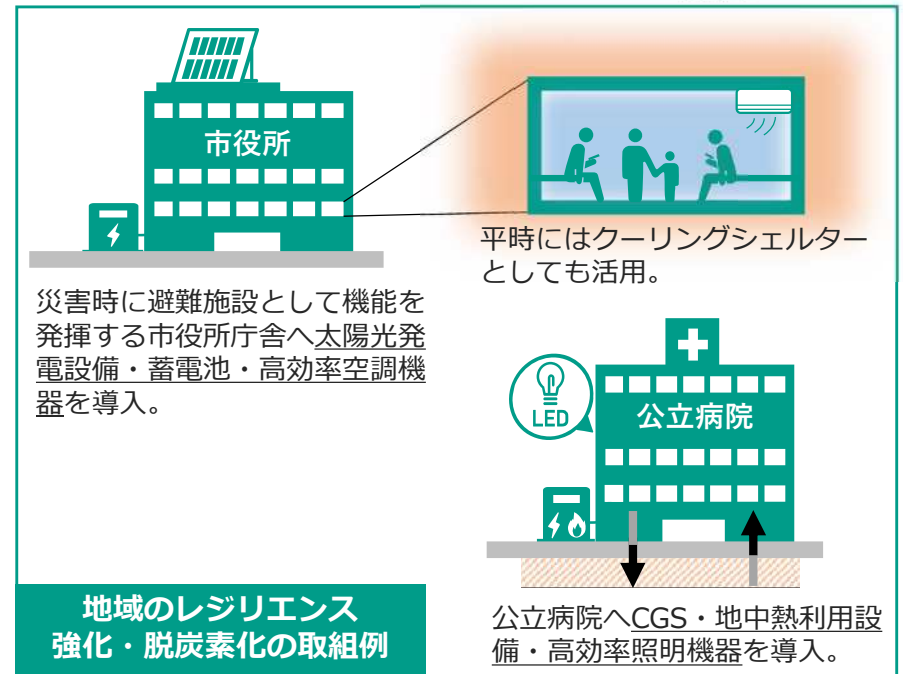 市役所
平時にはクーリングシェルター
としても活用。
災害時に避難施設として機能を
発揮する市役所庁舎へ太陽光発
電設備・蓄電池・高効率空調機
器を導入。
LED
公立病院
公立病院へCGS・地中熱利用設
備・高効率照明機器を導入。
地域のレジリエンス
強化・脱炭素化の取組例